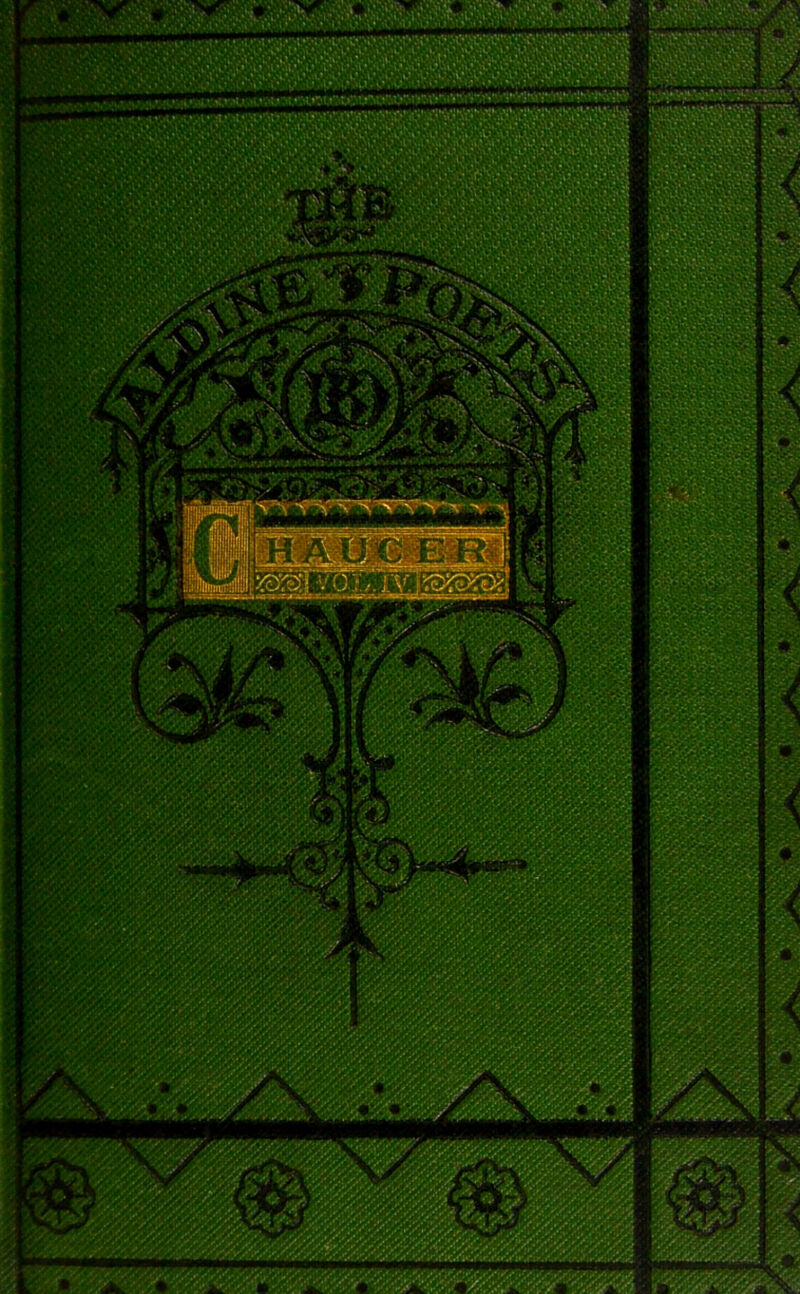 THE
ALDINE POETS
CHAUCER
VOL. IV